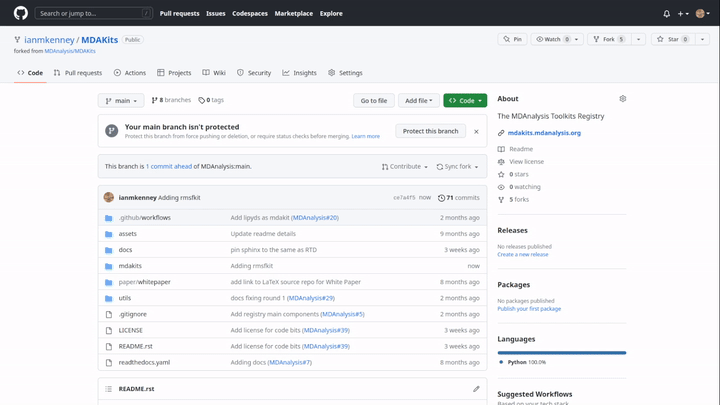 Search or jump to... /
Pull requests Issues Codespaces Marketplace Explore
ianmkenney / MDAKits Public
forked from MDAnalysis/MDAKits
Pin Watch 0 Fork 5 Star 0
Code Pull requests Actions Projects Wiki Security Insights Settings
main 8 branches 0 tags Go to file Add file Code
Your main branch isn't protected
Protect this branch from force pushing or deletion, or require status checks before merging. Learn more
Protect this branch
This branch is 1 commit ahead of MDAnalysis:main.
Contribute Sync fork
ianmkenney Adding rmsfkit ce7a4f5 now 71 commits
.github/workflows Add lipyds as mdakit (MDAnalysis#20) 2 months ago
assets Update readme details 9 months ago
docs pin sphinx to the same as RTD 3 weeks ago
mdakits Adding rmsfkit now
paper/whitepaper add link to LaTeX source repo for White Paper 8 months ago
utils docs fixing round 1 (MDAnalysis#29) 2 months ago
.gitignore Add registry main components (MDAnalysis#5) 2 months ago
LICENSE Add license for code bits (MDAnalysis#39) 3 weeks ago
README.rst Add license for code bits (MDAnalysis#39) 3 weeks ago
readthedocs.yaml Adding docs (MDAnalysis#7) 8 months ago
README.rst
About
The MDAnalysis Toolkits Registry
mdakits.mdanalysis.org
Readme
View license
0 stars
0 watching
5 forks
Releases
No releases published
Create a new release
Packages
No packages published
Publish your first package
Languages
Python 100.0%
Suggested Workflows
Based on your tech stack